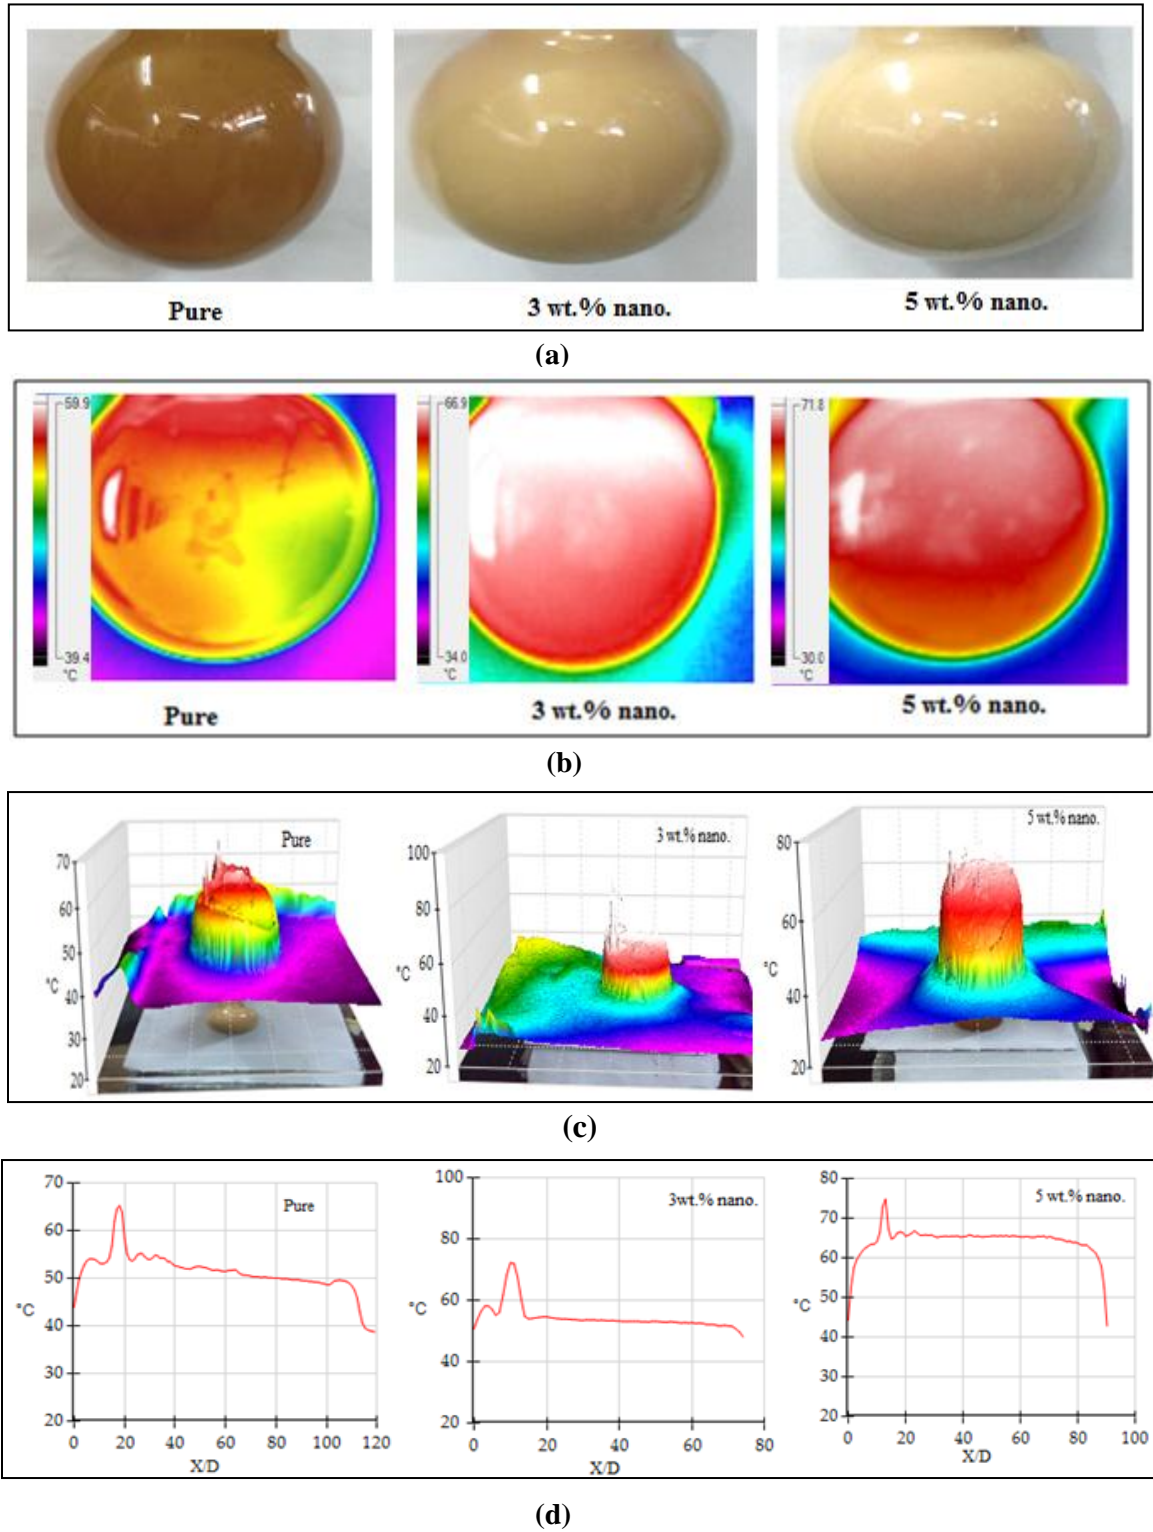 Pure
3 wt.% nano.
5 wt.% nano.
(a)
59.9
39.4
°C
66.9
34.0
°C
71.8
30.0
°C
Pure
3 wt.% nano.
5 wt.% nano.
(b)
Pure
70
60
50
°C
40
30
20
3 wt.% nano.
100
80
60
°C
40
20
5 wt.% nano.
80
60
°C
40
20
(c)
Pure
70
60
50
°C
40
30
20
0 20 40 60 80 100 120
X/D
3wt.% nano.
100
80
60
°C
40
20
0 20 40 60 80
X/D
5 wt.% nano.
80
70
60
50
°C
40
30
20
0 20 40 60 80 100
X/D
(d)